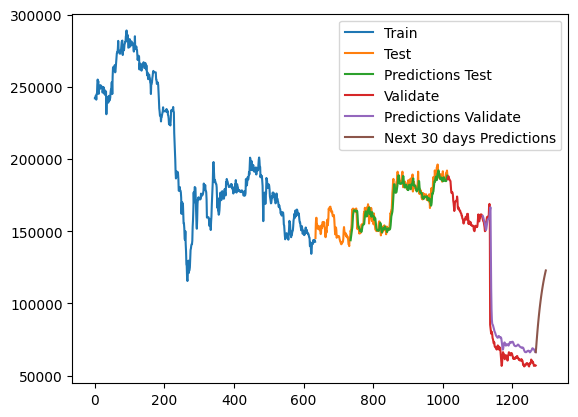 300000
250000
200000
150000
100000
50000
0
200
400
600
800
1000
1200
Train
Test
Predictions Test
Validate
Predictions Validate
Next 30 days Predictions